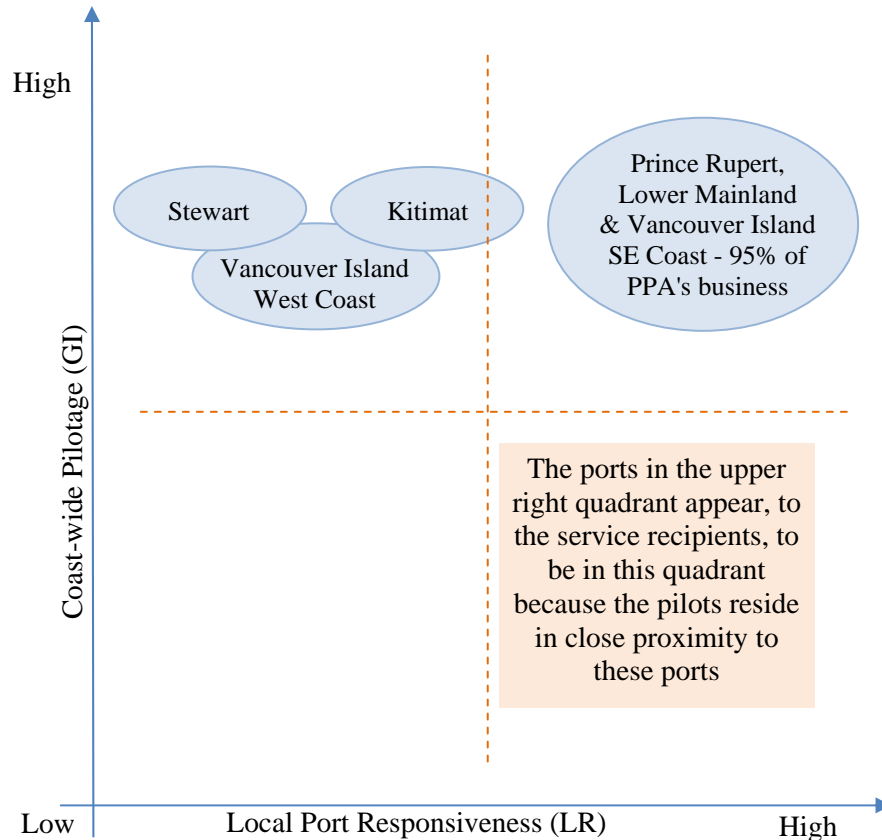 High
Prince Rupert,
Lower Mainland
& Vancouver Island
SE Coast - 95% of
PPA's business
Stewart
Kitimat
Vancouver Island
West Coast
Coast-wide Pilotage (GI)
The ports in the upper
right quadrant appear, to
the service recipients, to
be in this quadrant
because the pilots reside
in close proximity to
these ports
Low
Local Port Responsiveness (LR)
High